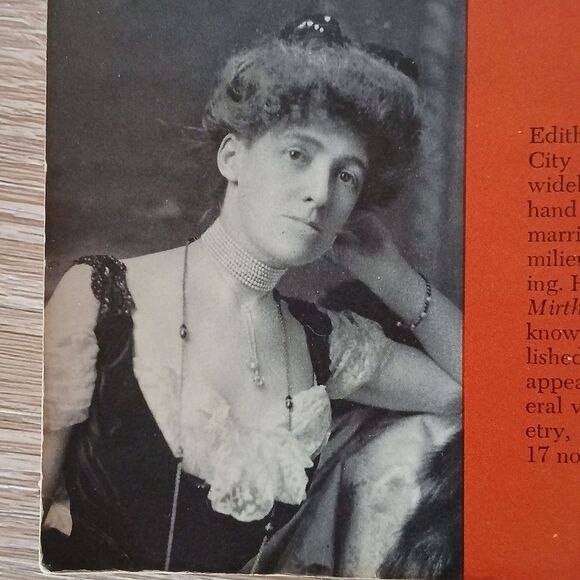 Edith
City
widel
hand
marri
milieu
ing. H
Mirth
know
lished
appea
eral v
etry,
17 no